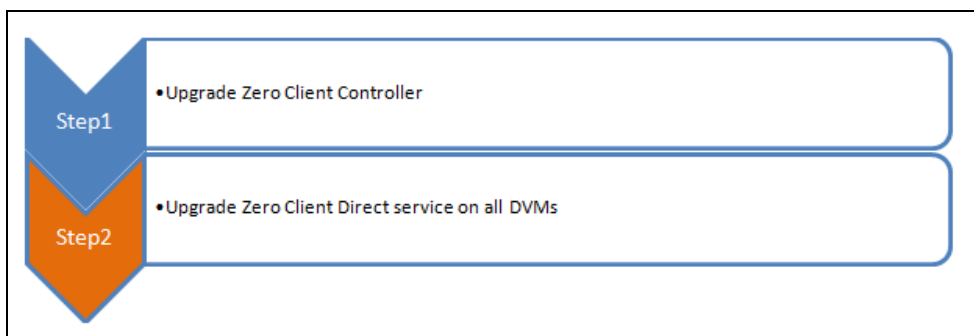 Step1
•Upgrade Zero Client Controller
Step2
•Upgrade Zero Client Direct service on all DVMs